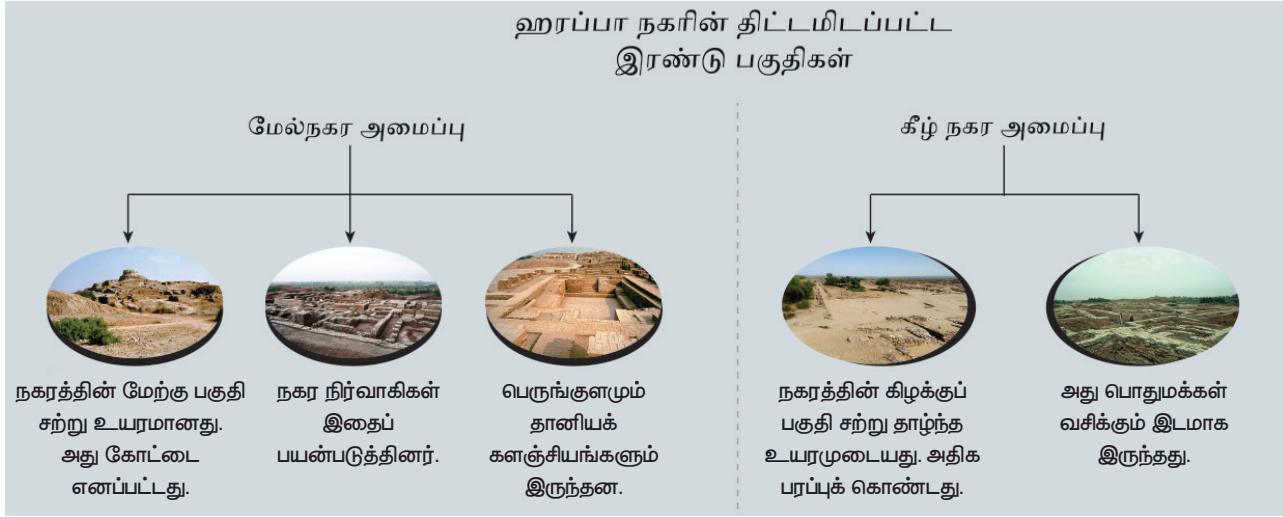 ஹரப்பா நகரின் திட்டமிடப்பட்ட
இரண்டு பகுதிகள்
மேல்நகர அமைப்பு
கீழ் நகர அமைப்பு
நகரத்தின் மேற்கு பகுதி
சற்று உயரமானது.
அது கோட்டை
எனப்பட்டது.
நகர நிர்வாகிகள்
இதைப்
பயன்படுத்தினர்.
பெருங்குளமும்
தானியக்
களஞ்சியங்களும்
இருந்தன.
நகரத்தின் கிழக்குப்
பகுதி சற்று தாழ்ந்த
உயரமுடையது. அதிக
பரப்புக் கொண்டது.
அது பொதுமக்கள்
வசிக்கும் இடமாக
இருந்தது.